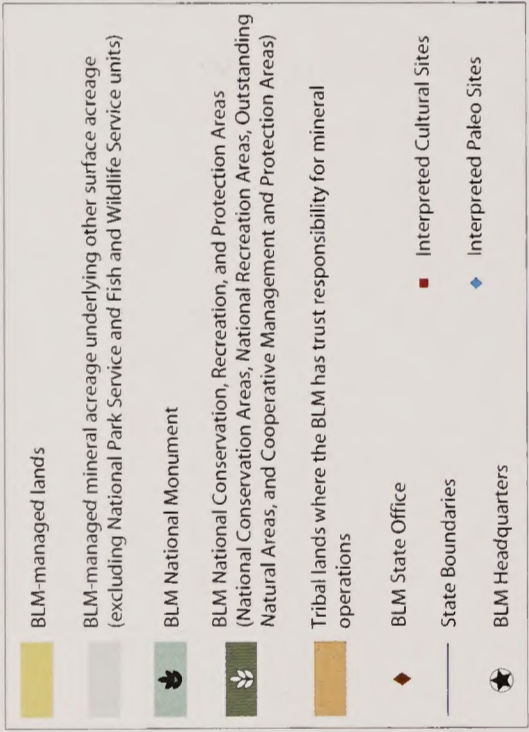 BLM-managed lands
BLM-managed mineral acreage underlying other surface acreage
(excluding National Park Service and Fish and Wildlife Service units)
BLM National Monument
BLM National Conservation, Recreation, and Protection Areas
(National Conservation Areas, National Recreation Areas, Outstanding
Natural Areas, and Cooperative Management and Protection Areas)
Tribal lands where the BLM has trust responsibility for mineral
operations
BLM State Office
State Boundaries
BLM Headquarters
Interpreted Cultural Sites
Interpreted Paleo Sites